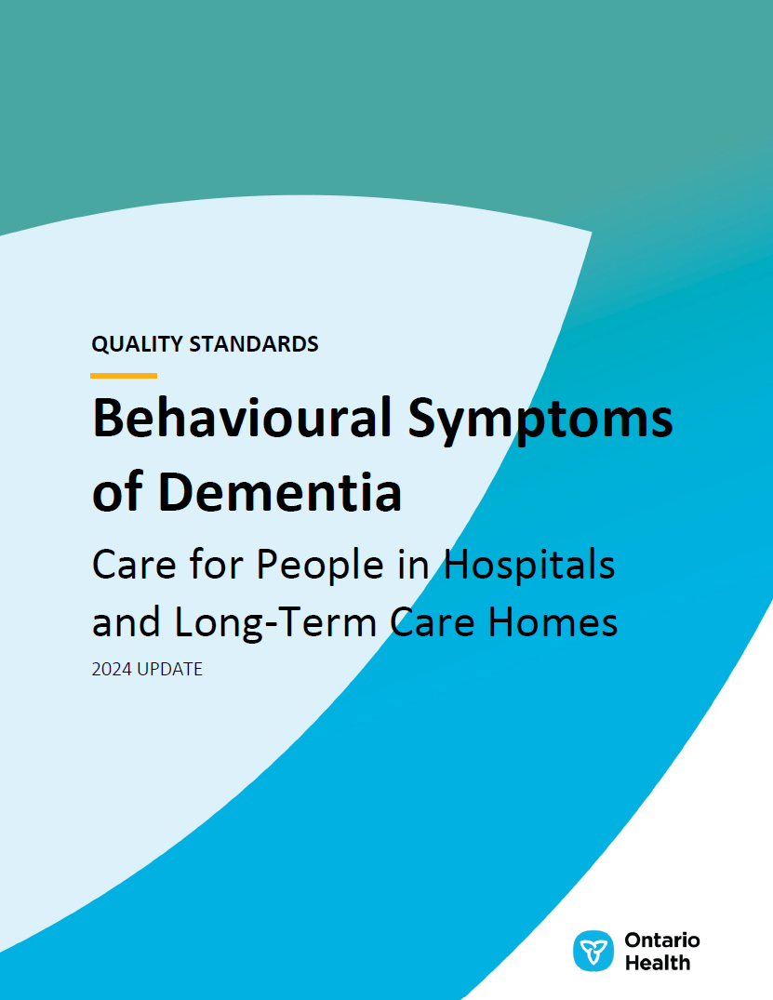 QUALITY STANDARDS
Behavioural Symptoms
of Dementia
Care for People in Hospitals
and Long-Term Care Homes
2024 UPDATE
Ontario
Health